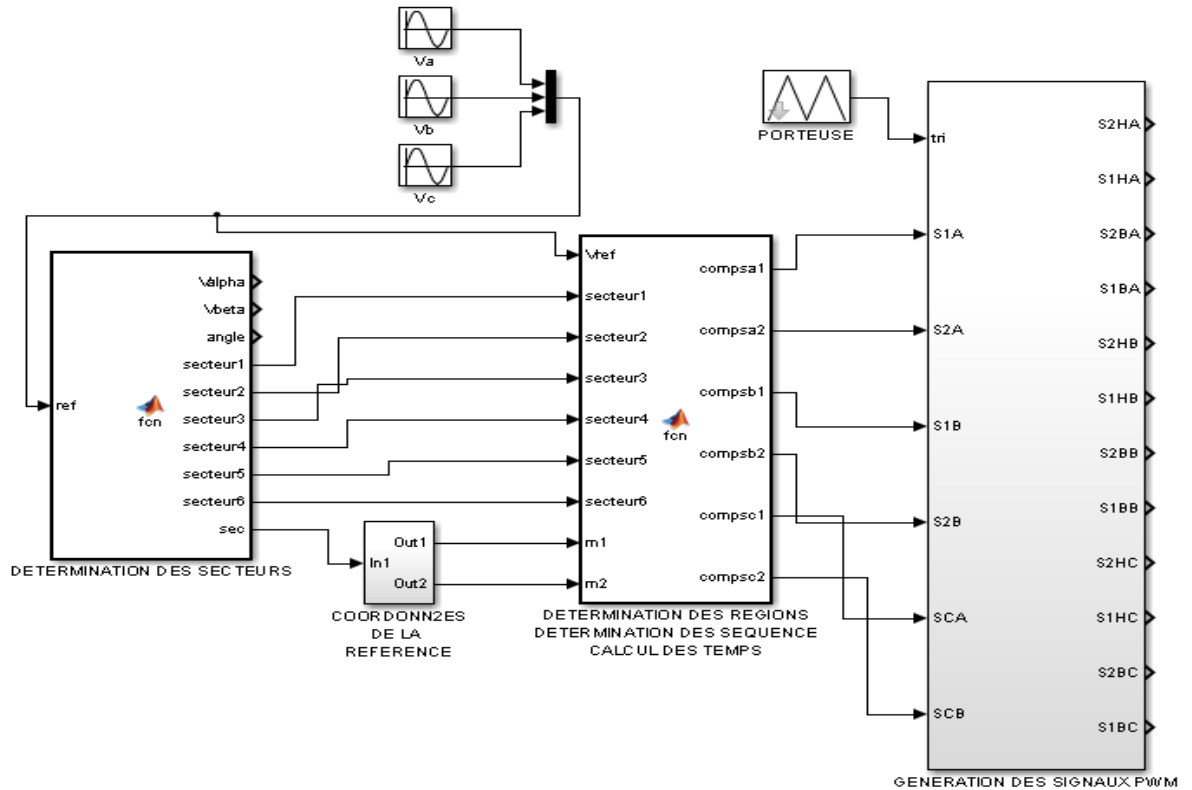 Va
Vb
Vc
PORTEUSE
ref
fcn
Valpha
Vbeta
angle
secteur1
secteur2
secteur3
secteur4
secteur5
secteur6
sec
DETERMINATION DES SECTEURS
In1
Out1
Out2
COORDONN2ES
DE LA
REFERENCE
Vref
secteur1
secteur2
secteur3
secteur4
secteur5
secteur6
m1
m2
fcn
compsa1
compsa2
compsb1
compsb2
compsc1
compsc2
DETERMINATION DES REGIONS
DETERMINATION DES SEQUENCE
CALCUL DES TEMPS
tri
S1A
S2A
S1B
S2B
SCA
SCB
S2HA
S1HA
S2BA
S1BA
S2HB
S1HB
S2BB
S1BB
S2HC
S1HC
S2BC
S1BC
GENERATION DES SIGNAUX PWM